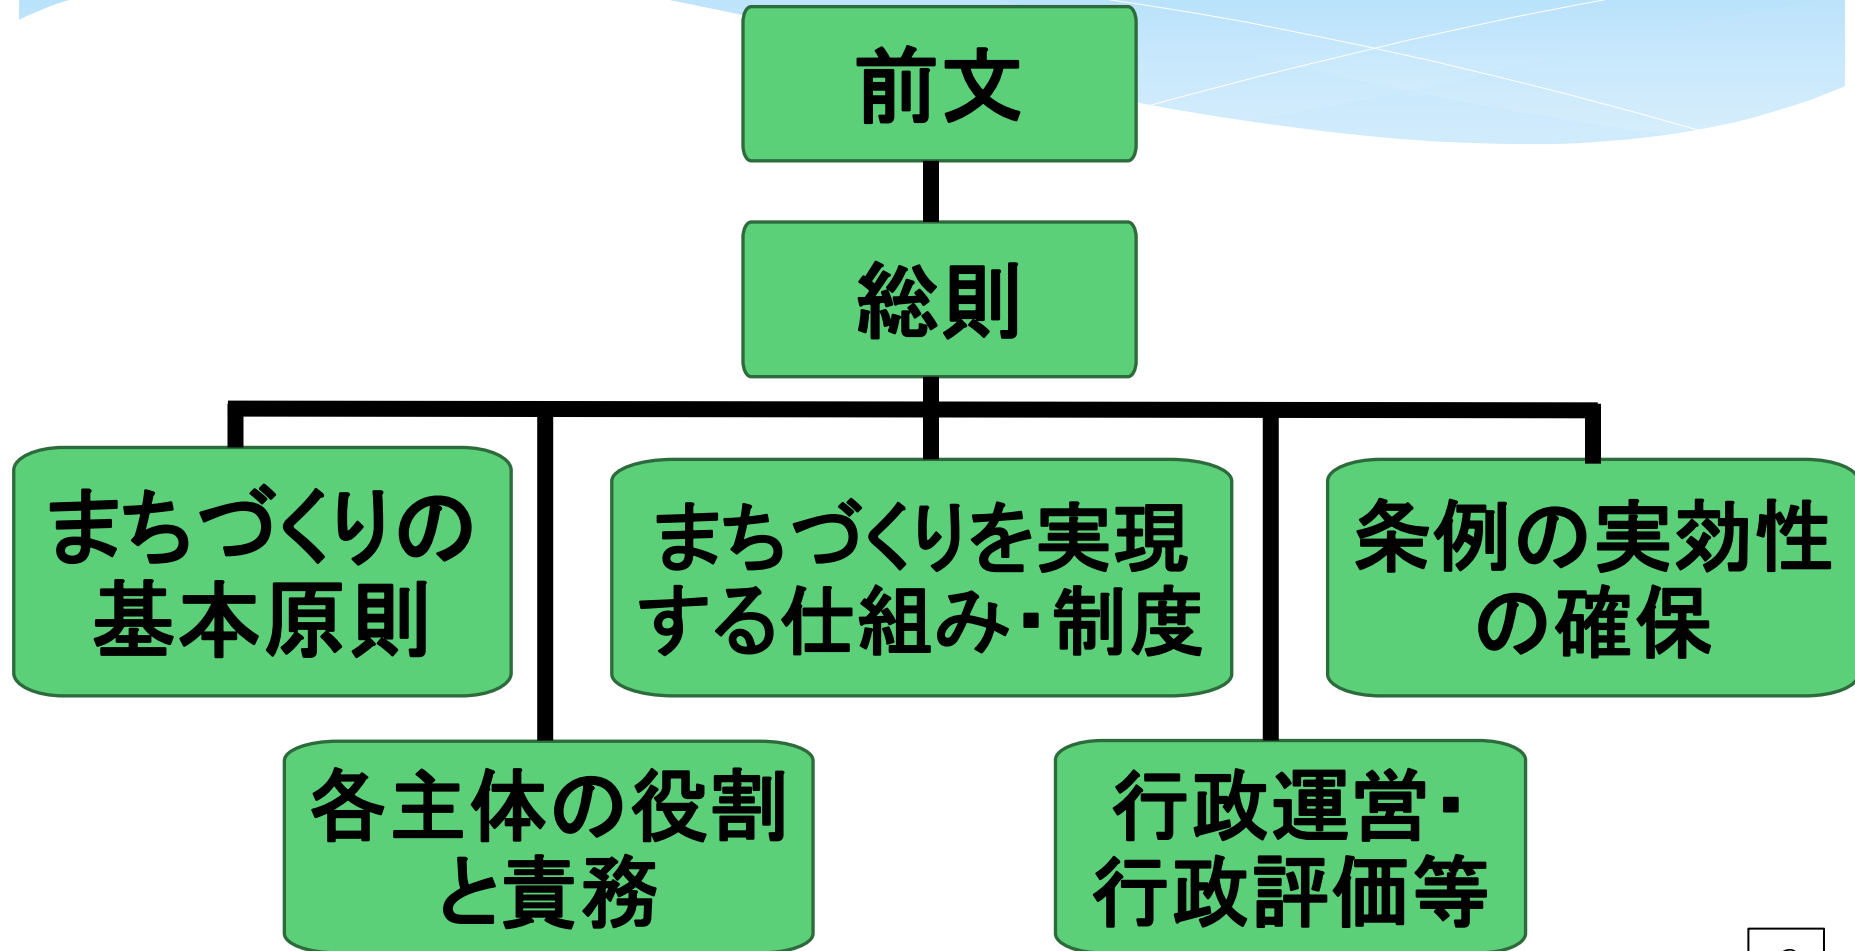 前文
総則
まちづくりの
基本原則
まちづくりを実現
する仕組み・制度
条例の実効性
の確保
各主体の役割
と責務
行政運営・
行政評価等